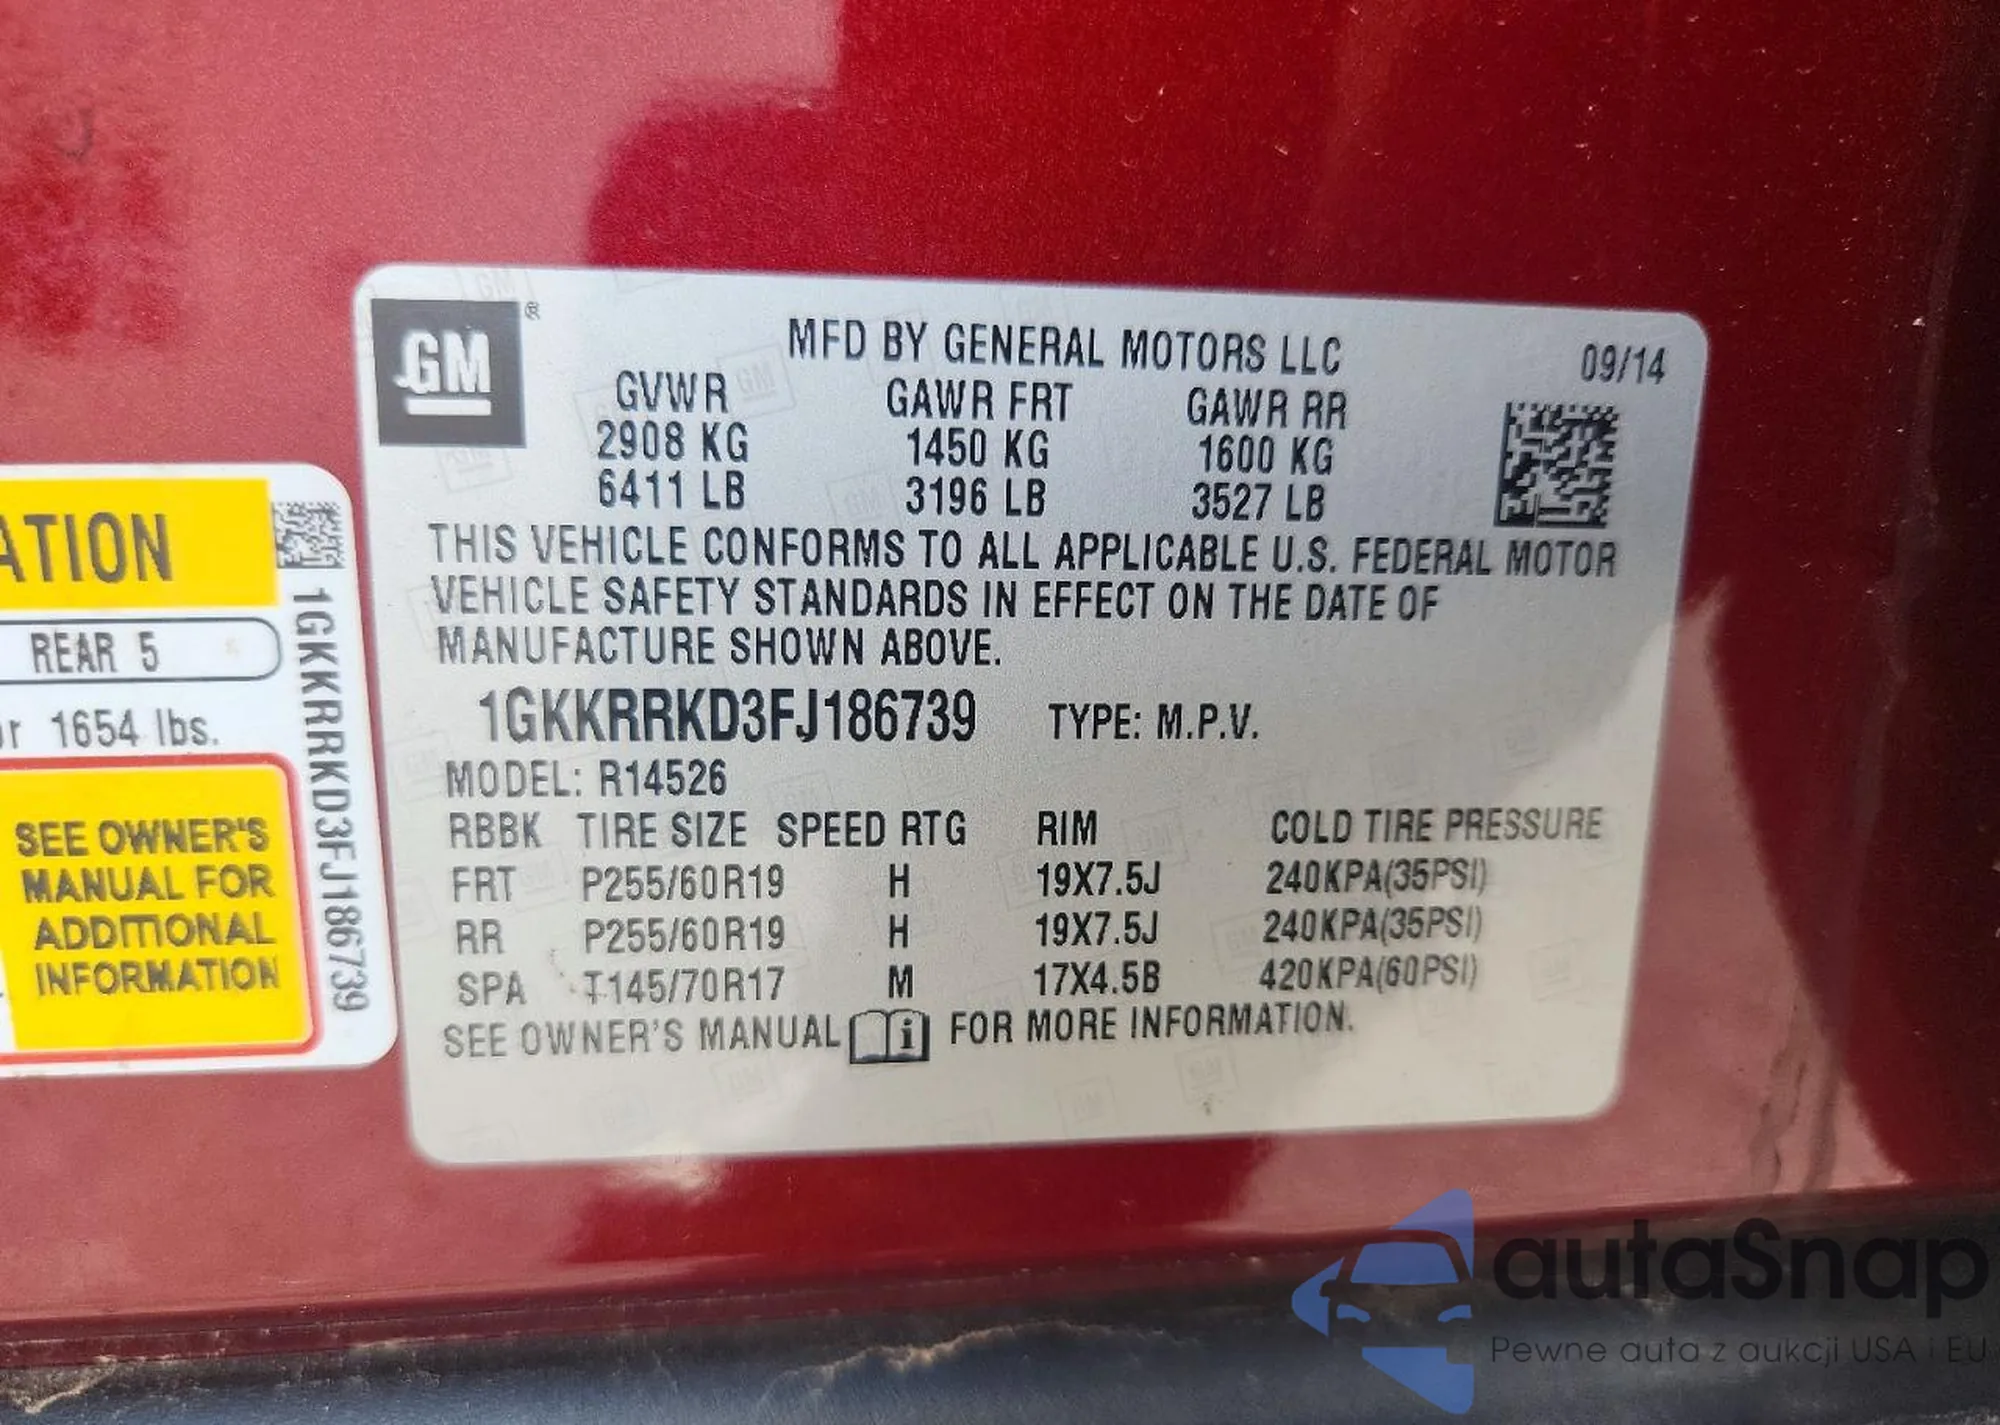 GM ®
MFD BY GENERAL MOTORS LLC 09/14
GVWR GAWR FRT GAWR RR
2908 KG 1450 KG 1600 KG
6411 LB 3196 LB 3527 LB
THIS VEHICLE CONFORMS TO ALL APPLICABLE U.S. FEDERAL MOTOR
VEHICLE SAFETY STANDARDS IN EFFECT ON THE DATE OF
MANUFACTURE SHOWN ABOVE.
1GKKRRKD3FJ186739 TYPE: M.P.V.
MODEL: R14526
RBBK TIRE SIZE SPEED RTG RIM COLD TIRE PRESSURE
FRT P255/60R19 H 19X7.5J 240KPA(35PSI)
RR P255/60R19 H 19X7.5J 240KPA(35PSI)
SPA T145/70R17 M 17X4.5B 420KPA(60PSI)
SEE OWNER'S MANUAL i FOR MORE INFORMATION.
ATION
REAR 5
or 1654 lbs.
SEE OWNER'S
MANUAL FOR
ADDITIONAL
INFORMATION
1GKKRRKD3FJ186739
autaSnap
Pewne auta z aukcji USA i EU